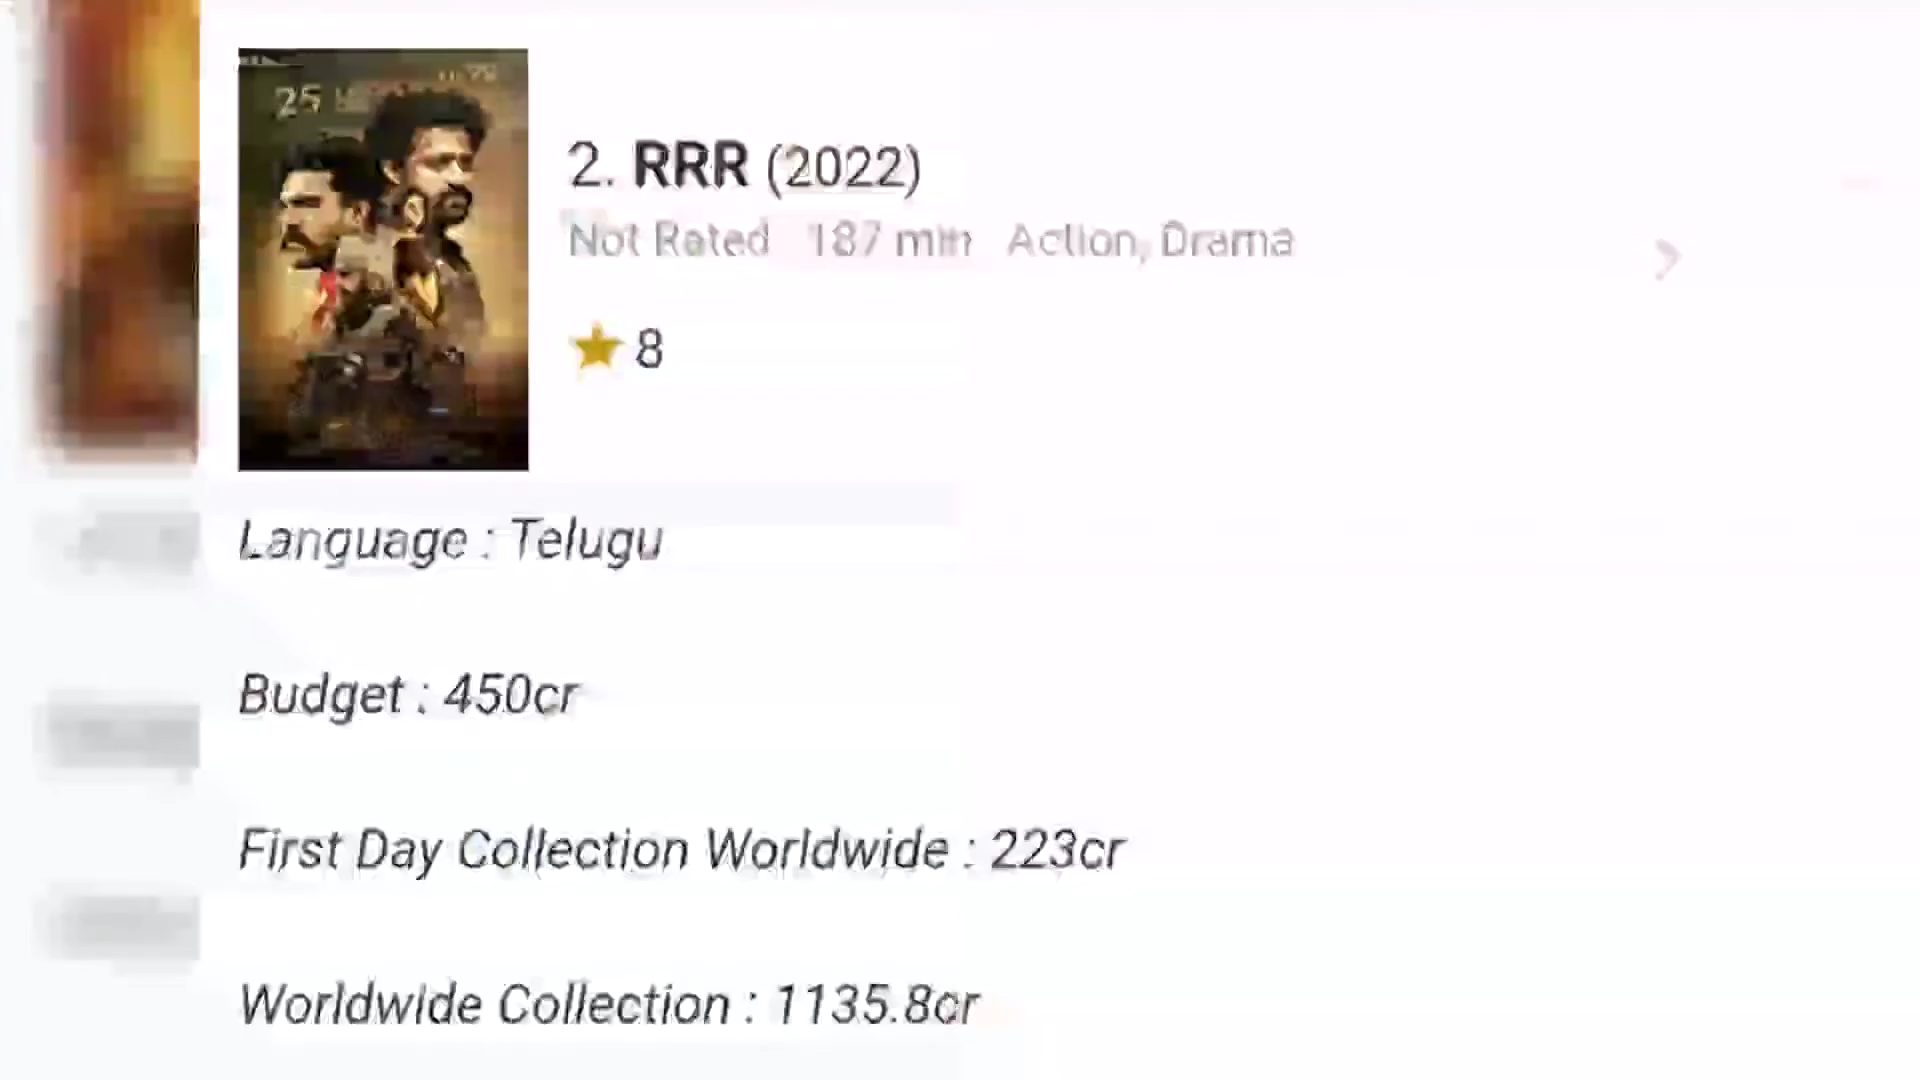 25
2. RRR (2022)
Not Rated 187 min Action, Drama
8
Language : Telugu
Budget : 450cr
First Day Collection Worldwide : 223cr
Worldwide Collection : 1135.8cr